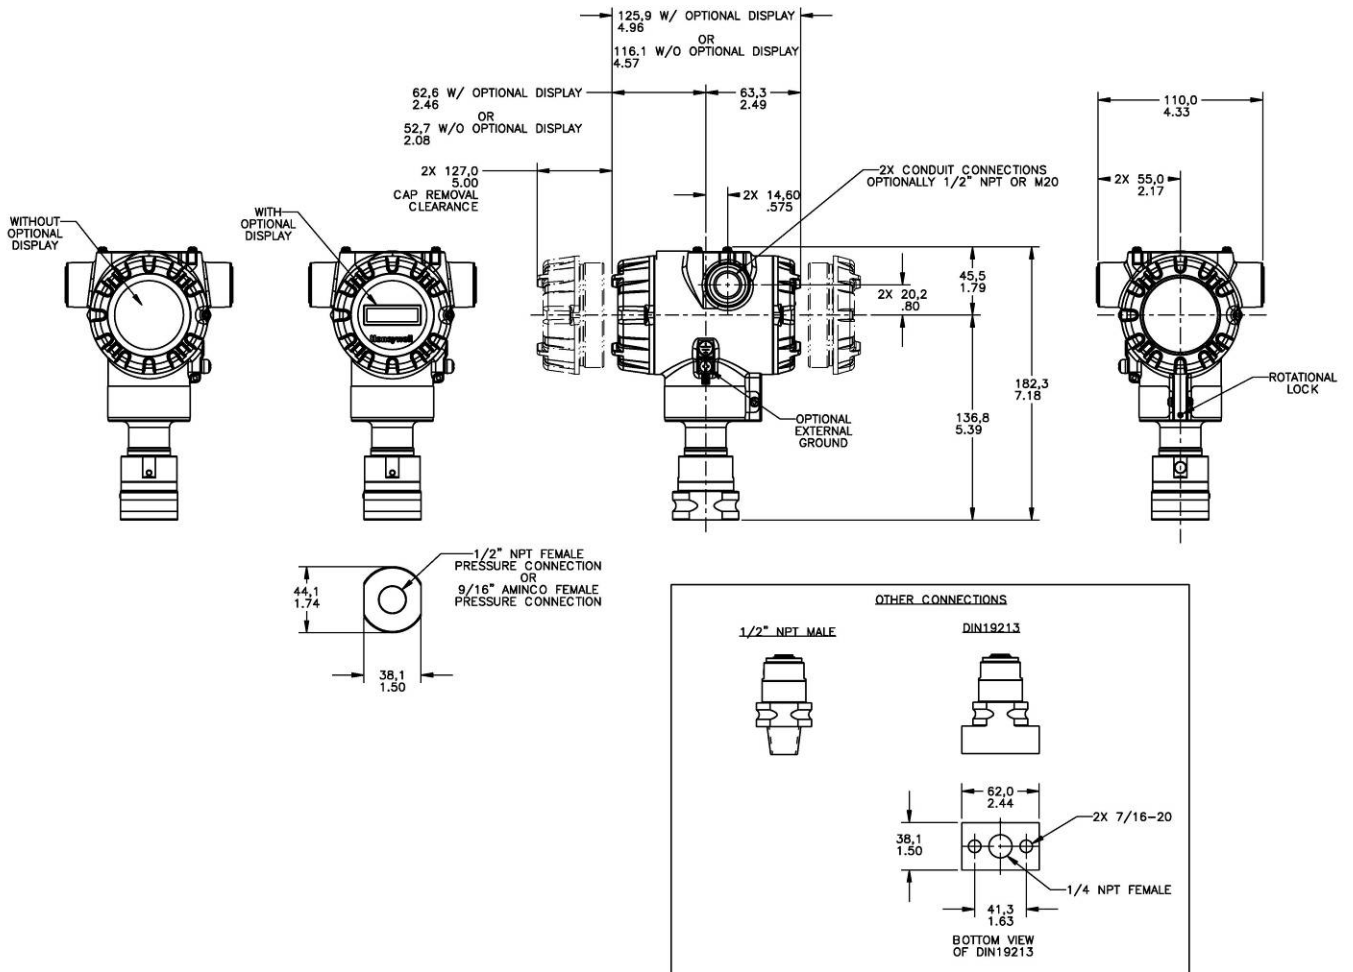 125,9 W/ OPTIONAL DISPLAY
4.96
OR
116.1 W/O OPTIONAL DISPLAY
4.57
62,6 W/ OPTIONAL DISPLAY
2.46
OR
52,7 W/O OPTIONAL DISPLAY
2.08
63,3
2.49
110,0
4.33
2X 127,0
5.00
CAP REMOVAL
CLEARANCE
2X 14,60
.575
2X CONDUIT CONNECTIONS
OPTIONALLY 1/2" NPT OR M20
2X 55,0
2.17
WITHOUT
OPTIONAL
DISPLAY
WITH
OPTIONAL
DISPLAY
Honeywell
2X 20,2
.80
45,5
1.79
182,3
7.18
136,8
5.39
OPTIONAL
EXTERNAL
GROUND
ROTATIONAL
LOCK
44,1
1.74
38,1
1.50
1/2" NPT FEMALE
PRESSURE CONNECTION
OR
9/16" AMINCO FEMALE
PRESSURE CONNECTION
OTHER CONNECTIONS
1/2" NPT MALE
DIN19213
62,0
2.44
38,1
1.50
2X 7/16-20
1/4 NPT FEMALE
41,3
1.63
BOTTOM VIEW
OF DIN19213